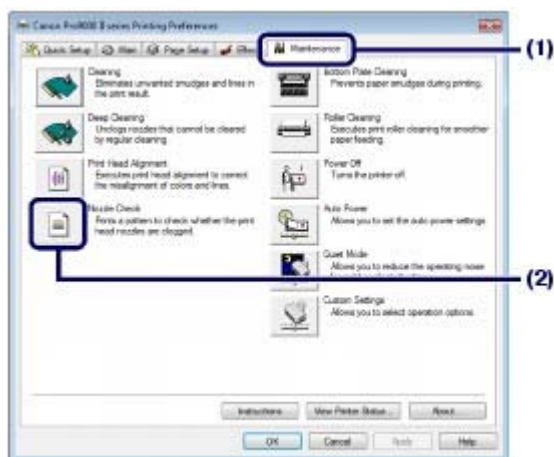 Canon Pro9000 II series Printing Preferences
Quick Setup Main Page Setup Maintenance
(1)
Cleaning
Eliminates unwanted smudges and lines in
the print result.
Bottom Plate Cleaning
Prevents paper smudges during printing.
Deep Cleaning
Unclogs nozzles that cannot be cleared
by regular cleaning.
Roller Cleaning
Executes print roller cleaning for smoother
paper feeding.
Print Head Alignment
Executes print head alignment to correct
the misalignment of colors and lines.
Power Off
Turns the printer off.
Nozzle Check
Prints a pattern to check whether the print
head nozzles are clogged.
Auto Power
Allows you to set the auto power settings.
Quiet Mode
Allows you to reduce the operating noise
(2)
Custom Settings
Allows you to select operation options.
Instructions View Printer Status... About...
OK Cancel Apply Help